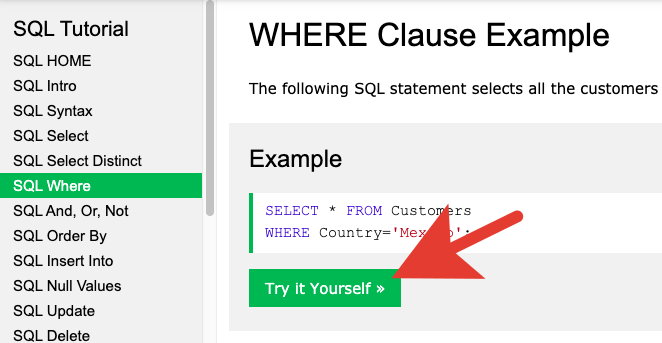 SQL Tutorial
SQL HOME
SQL Intro
SQL Syntax
SQL Select
SQL Select Distinct
SQL Where
SQL And, Or, Not
SQL Order By
SQL Insert Into
SQL Null Values
SQL Update
SQL Delete
WHERE Clause Example
The following SQL statement selects all the customers
Example
SELECT * FROM Customers
WHERE Country=
Try it Yourself »